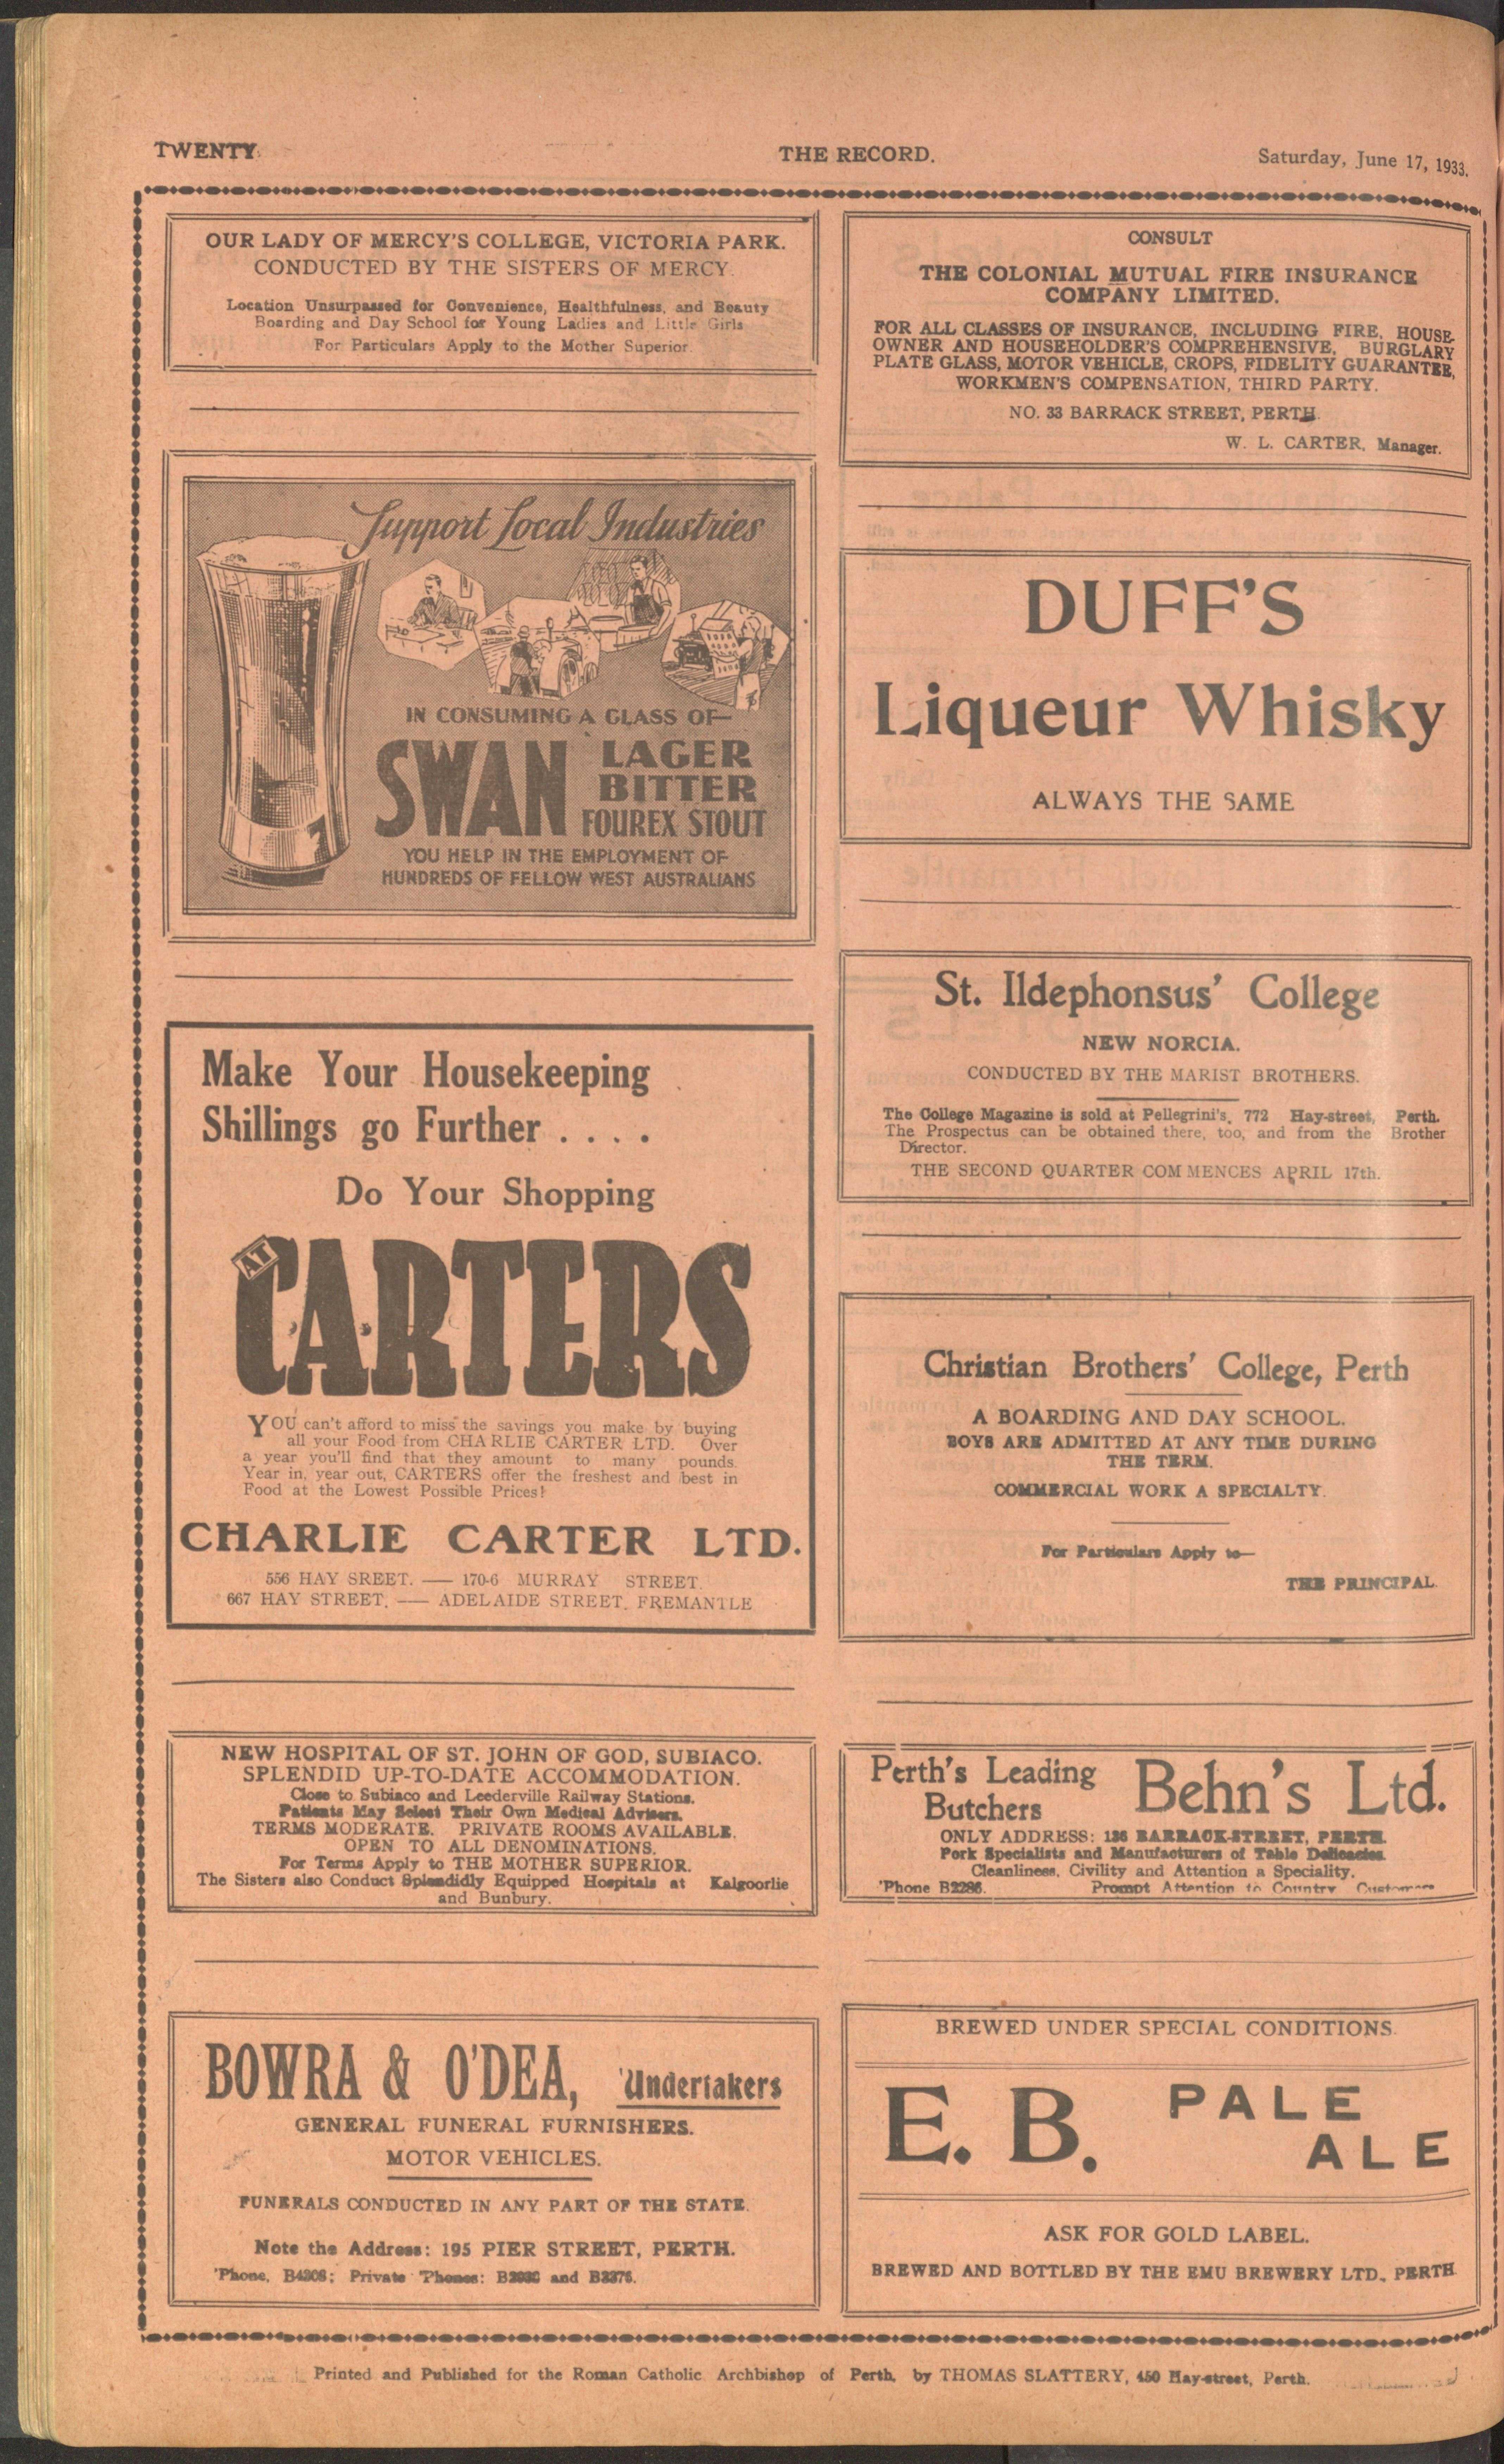 TWENTY
THE RECORD.
Saturday, June 17, 1933.
OUR LADY OF MERCY'S COLLEGE, VICTORIA PARK.
CONDUCTED BY THE SISTERS OF MERCY.
Location Unsurpassed for Convenience, Healthfulness, and Beauty
Boarding and Day School for Young Ladies and Little Girls
For Particulars Apply to the Mother Superior.
Support Local Industries
IN CONSUMING A GLASS OF—
SWAN LAGER
BITTER
FOUREX STOUT
YOU HELP IN THE EMPLOYMENT OF
HUNDREDS OF FELLOW WEST AUSTRALIANS
Make Your Housekeeping
Shillings go Further . . . .
Do Your Shopping
AT
CARTERS
YOU can't afford to miss the savings you make by buying
all your Food from CHARLIE CARTER LTD. Over
a year you'll find that they amount to many pounds.
Year in, year out, CARTERS offer the freshest and best in
Food at the Lowest Possible Prices!
CHARLIE CARTER LTD.
556 HAY SREET. — 170-6 MURRAY STREET.
667 HAY STREET. — ADELAIDE STREET. FREMANTLE
NEW HOSPITAL OF ST. JOHN OF GOD, SUBIACO.
SPLENDID UP-TO-DATE ACCOMMODATION.
Close to Subiaco and Leederville Railway Stations.
Patients May Select Their Own Medical Advisers.
TERMS MODERATE. PRIVATE ROOMS AVAILABLE.
OPEN TO ALL DENOMINATIONS.
For Terms Apply to THE MOTHER SUPERIOR.
The Sisters also Conduct Splendidly Equipped Hospitals at Kalgoorlie
and Bunbury.
BOWRA & O'DEA, Undertakers
GENERAL FUNERAL FURNISHERS.
MOTOR VEHICLES.
FUNERALS CONDUCTED IN ANY PART OF THE STATE.
Note the Address: 195 PIER STREET, PERTH.
'Phone, B4308; Private 'Phones: and B3376.
CONSULT
THE COLONIAL MUTUAL FIRE INSURANCE
COMPANY LIMITED.
FOR ALL CLASSES OF INSURANCE, INCLUDING FIRE, HOUSE-
OWNER AND HOUSEHOLDER'S COMPREHENSIVE, BURGLARY
PLATE GLASS, MOTOR VEHICLE, CROPS, FIDELITY GUARANTEE,
WORKMEN'S COMPENSATION, THIRD PARTY.
NO. 33 BARRACK STREET, PERTH.
W. L. CARTER, Manager.
DUFF'S
Liqueur Whisky
ALWAYS THE SAME
St. Ildephonsus' College
NEW NORCIA.
CONDUCTED BY THE MARIST BROTHERS.
The College Magazine is sold at Pellegrini's, 772 Hay-street, Perth.
The Prospectus can be obtained there, too, and from the Brother
Director.
THE SECOND QUARTER COMMENCES APRIL 17th.
Christian Brothers' College, Perth
A BOARDING AND DAY SCHOOL.
BOYS ARE ADMITTED AT ANY TIME DURING
THE TERM.
COMMERCIAL WORK A SPECIALTY.
For Particulars Apply to—
THE PRINCIPAL.
Perth's Leading
Butchers
Behn's Ltd.
ONLY ADDRESS: 136 BARRACK-STREET, PERTH.
Pork Specialists and Manufacturers of Table Delicacies.
Cleanliness, Civility and Attention a Speciality.
'Phone B2286. Prompt Attention to Country Customers
BREWED UNDER SPECIAL CONDITIONS.
E. B. PALE
ALE
ASK FOR GOLD LABEL.
BREWED AND BOTTLED BY THE EMU BREWERY LTD., PERTH
Printed and Published for the Roman Catholic Archbishop of Perth, by THOMAS SLATTERY, 450 Hay-street, Perth.